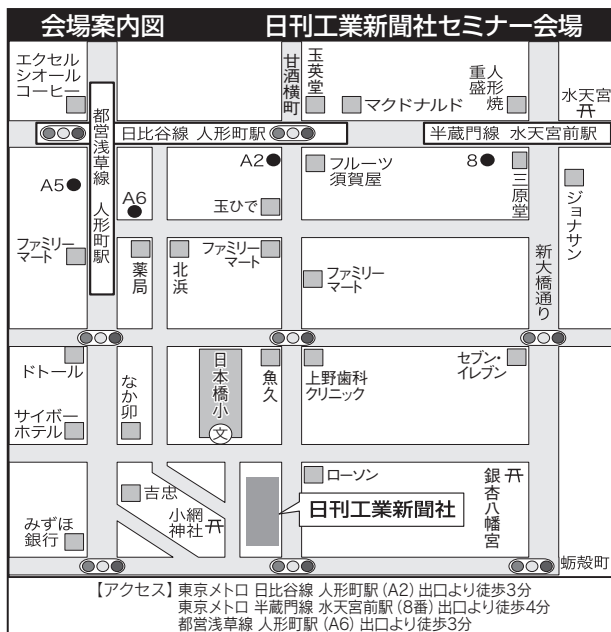 会場案内図 日刊工業新聞社セミナー会場
エクセル
シオール
コーヒー
都営浅草線 人形町駅
甘酒横町
玉英堂
マクドナルド
人形焼
重盛
水天宮
日比谷線 人形町駅
半蔵門線 水天宮前駅
A5
A6
A2
フルーツ
須賀屋
8
三原堂
ジョナサン
玉ひで
ファミリー
マート
薬局
北浜
ファミリー
マート
ファミリー
マート
新大橋通り
ドトール
なか卯
日本橋小
文
魚久
上野歯科
クリニック
セブン・
イレブン
サイボー
ホテル
吉忠
小網
神社
ローソン
日刊工業新聞社
銀杏八幡宮
みずほ
銀行
蛎殻町
【アクセス】東京メトロ 日比谷線 人形町駅(A2)出口より徒歩3分
東京メトロ 半蔵門線 水天宮前駅(8番)出口より徒歩4分
都営浅草線 人形町駅(A6)出口より徒歩3分